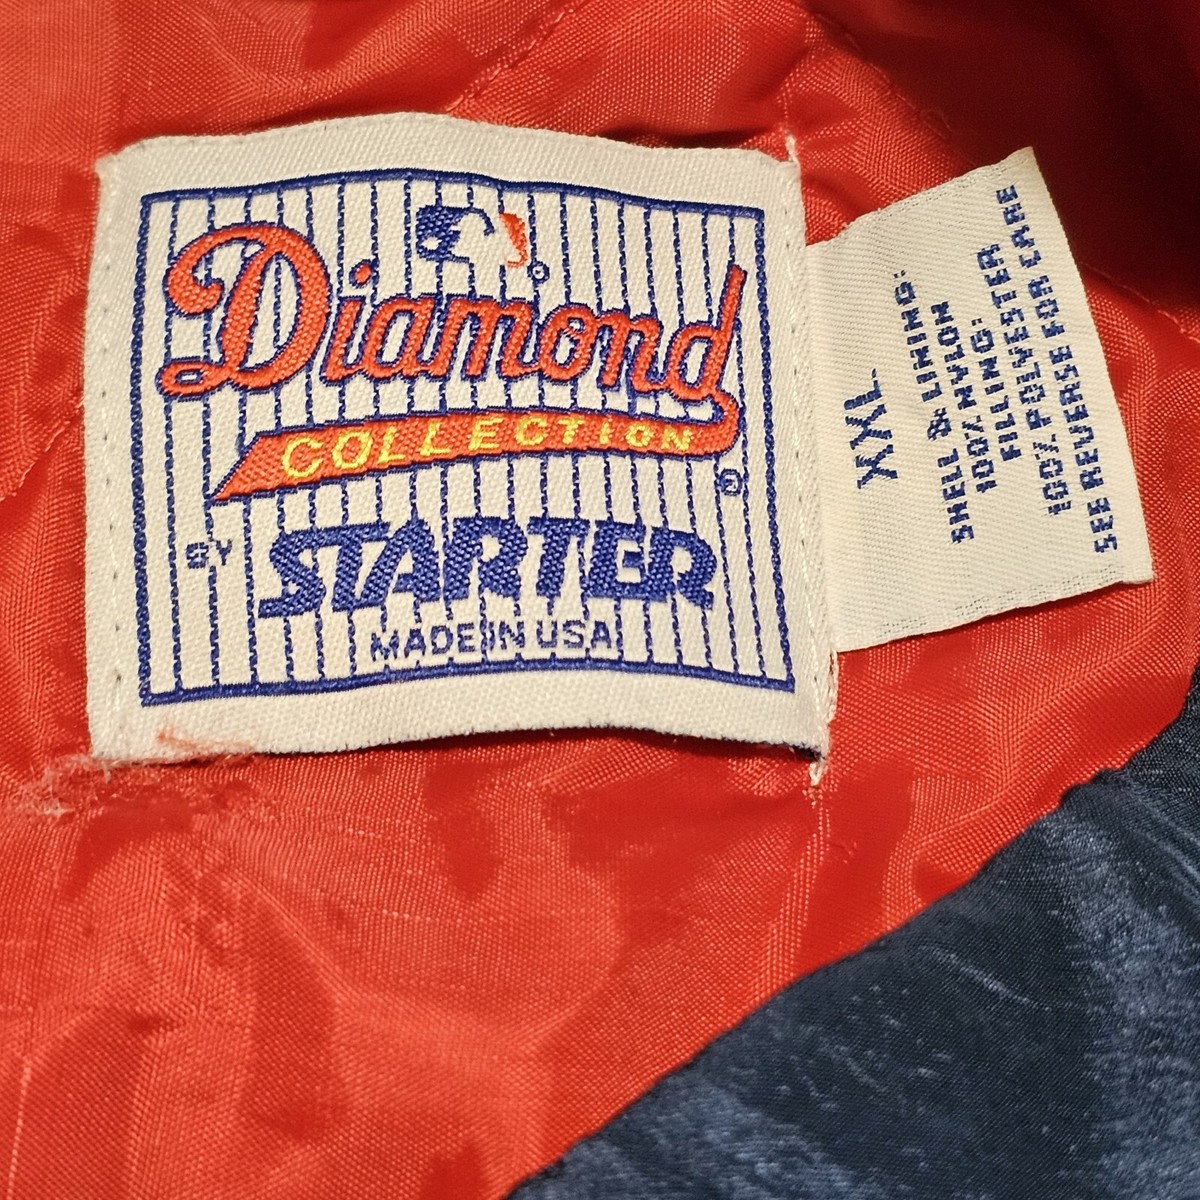 Diamond
COLLECTION
BY STARTER
MADE IN USA
XXL
SHELL & LINING:
100% NYLON
FILLING:
100% POLYESTER
SEE REVERSE FOR CARE